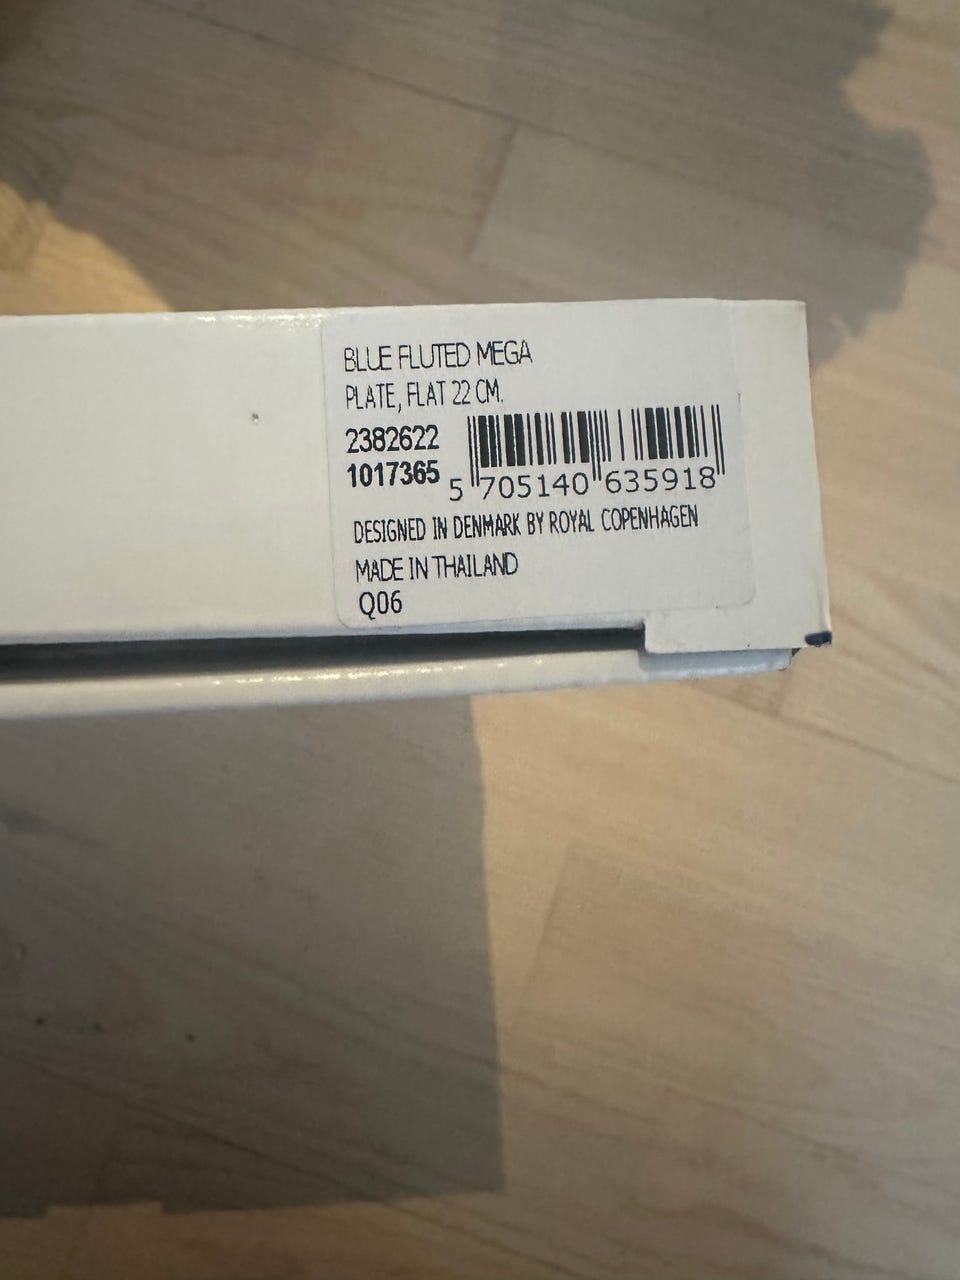 BLUE FLUTED MEGA
PLATE, FLAT 22 CM.
2382622
1017365
5 705140 635918
DESIGNED IN DENMARK BY ROYAL COPENHAGEN
MADE IN THAILAND
Q06